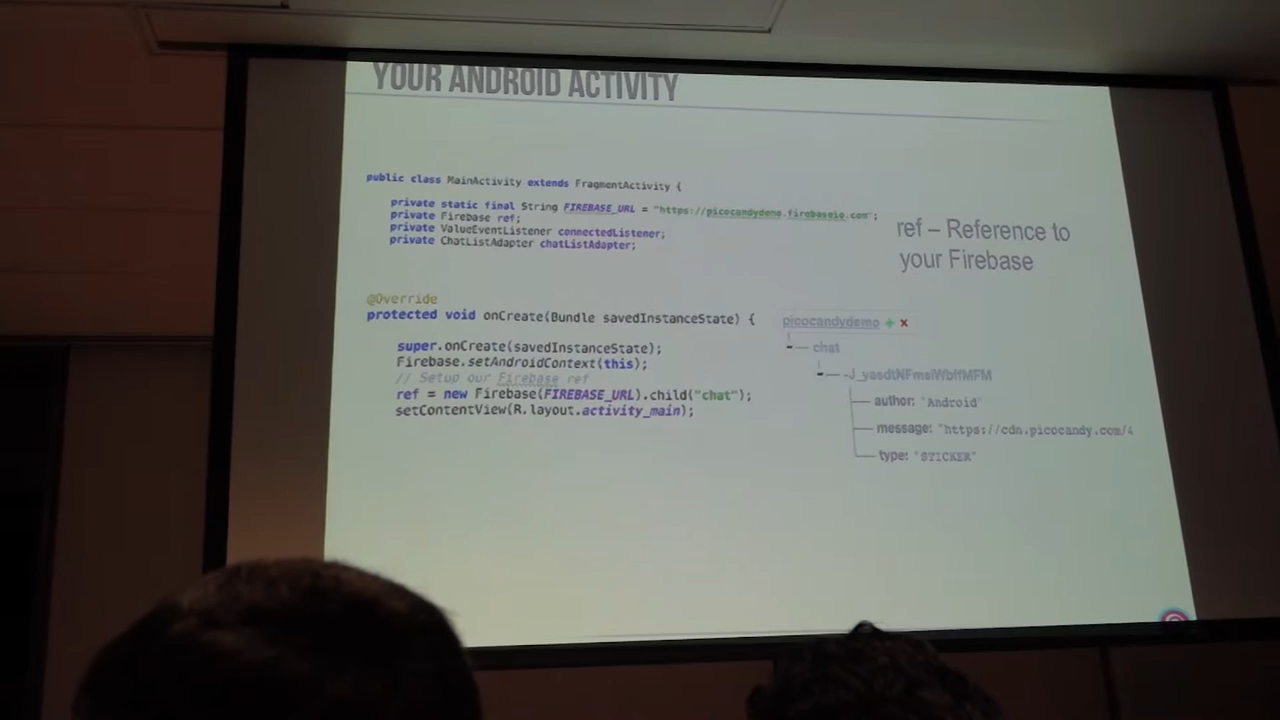 YOUR ANDROID ACTIVITY
public class MainActivity extends FragmentActivity {
private static final String FIREBASE_URL = "https://picocandydemo.firebaseio.com";
private Firebase ref;
private ValueEventListener connectedListener;
private ChatListAdapter chatListAdapter;
ref – Reference to
your Firebase
@Override
protected void onCreate(Bundle savedInstanceState) {
super.onCreate(savedInstanceState);
Firebase.setAndroidContext(this);
// Setup our Firebase ref
ref = new Firebase(FIREBASE_URL).child("chat");
setContentView(R.layout.activity_main);
picocandydemo + ×
chat
author: "Android"
message: "https://cdn.picocandy.com/4
type: "STICKER"